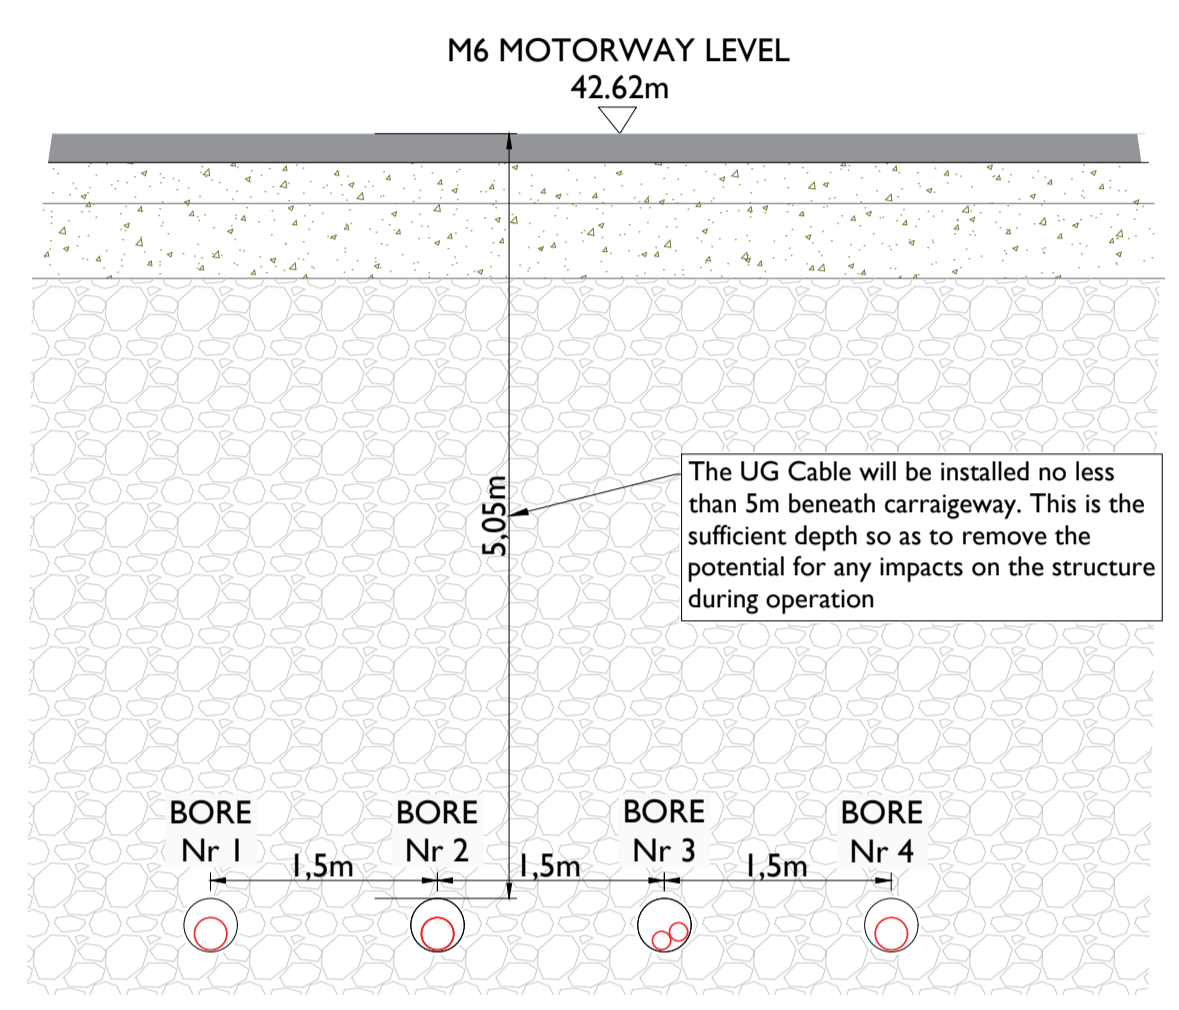 M6 MOTORWAY LEVEL
42.62m
The UG Cable will be installed no less
than 5m beneath carraigeway. This is the
sufficient depth so as to remove the
potential for any impacts on the structure
during operation
5,05m
BORE
Nr 1
BORE
Nr 2
BORE
Nr 3
BORE
Nr 4
1,5m
1,5m
1,5m